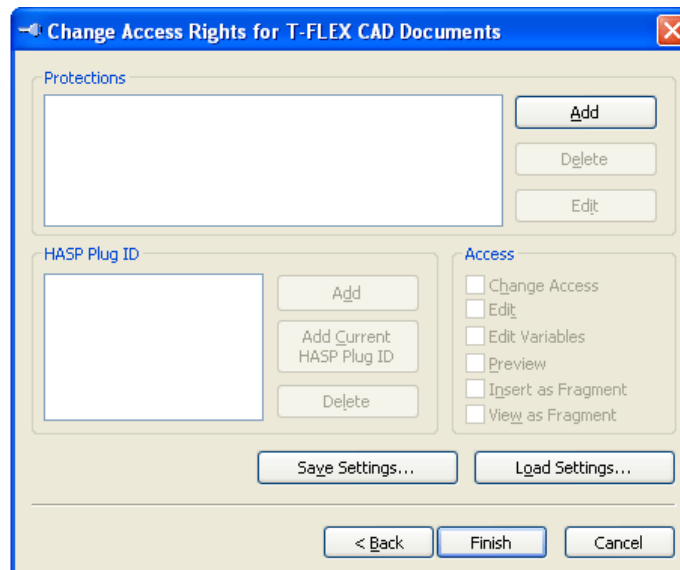 Change Access Rights for T-FLEX CAD Documents
Protections
Add
Delete
Edit
HASP Plug ID
Add
Add Current
HASP Plug ID
Delete
Access
Change Access
Edit
Edit Variables
Preview
Insert as Fragment
View as Fragment
Save Settings...
Load Settings...
< Back
Finish
Cancel